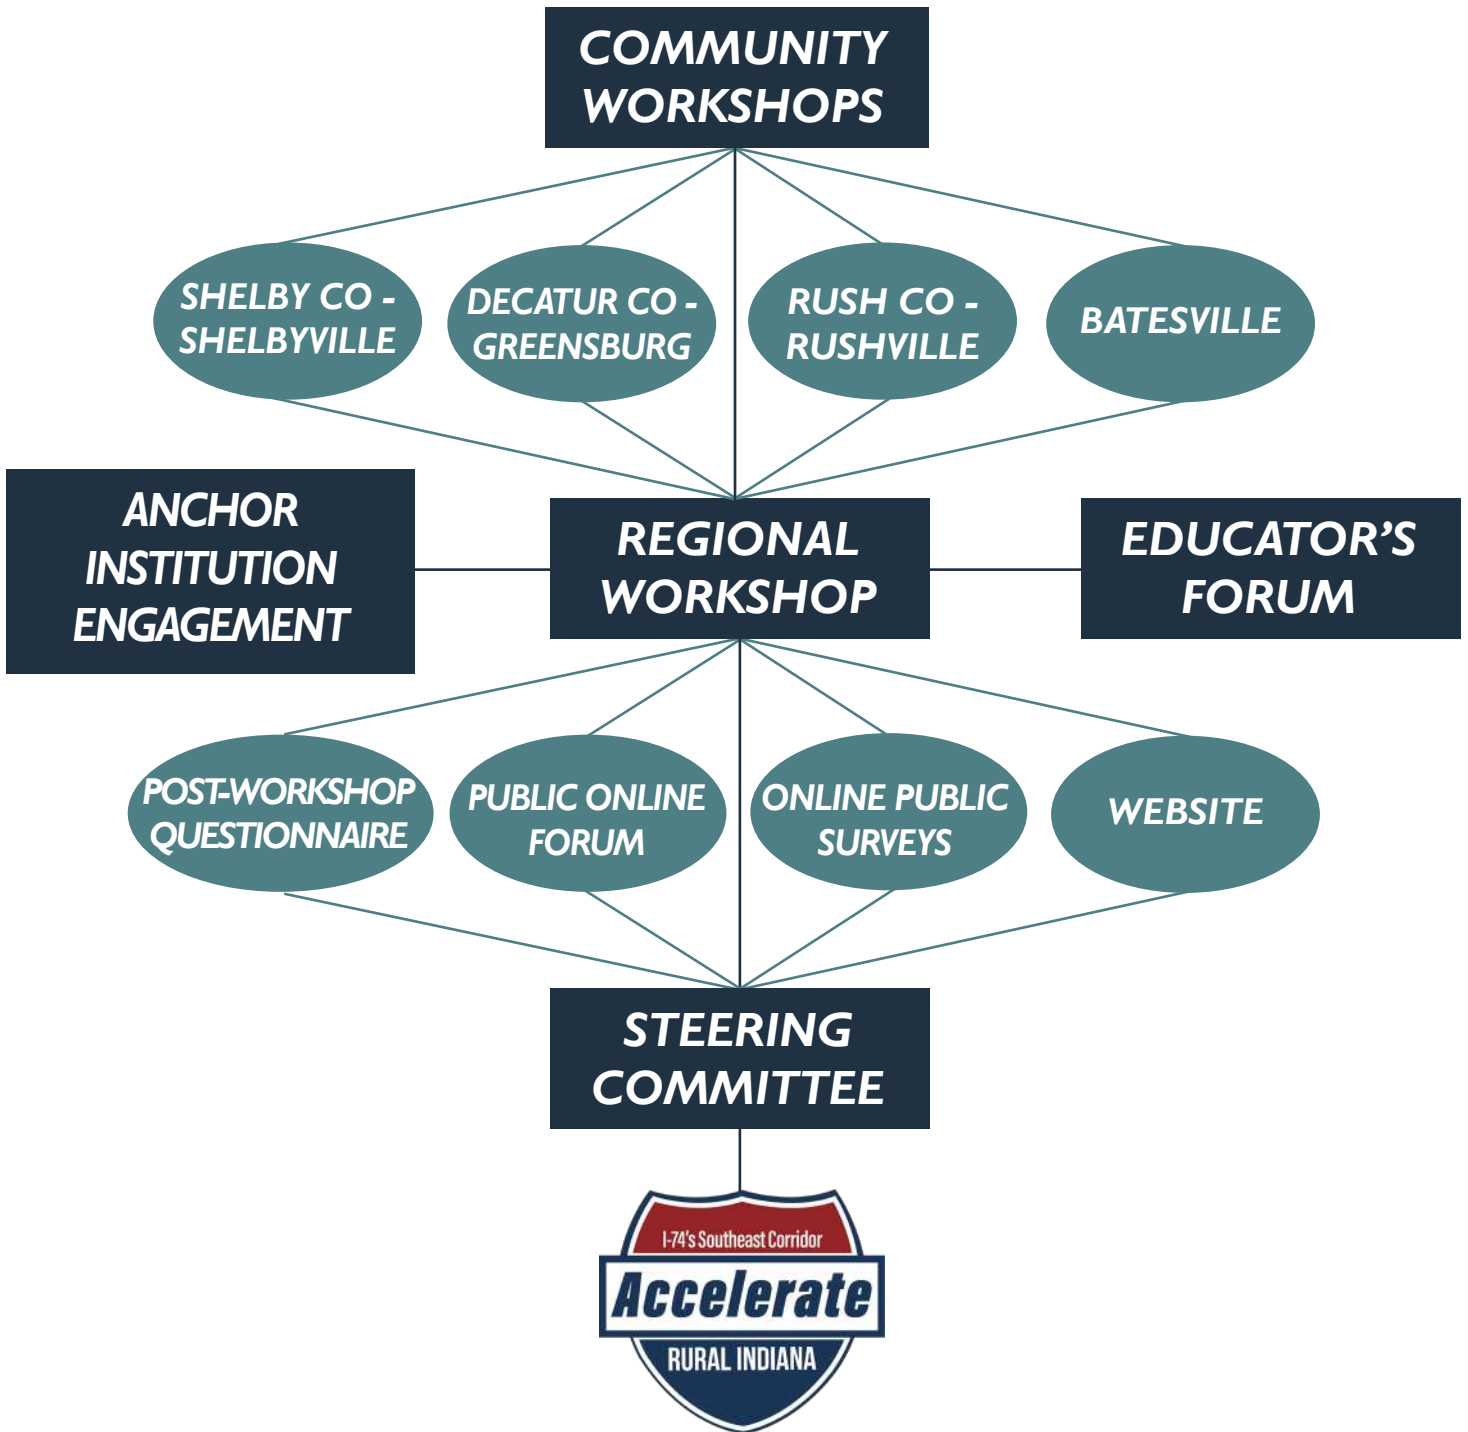 COMMUNITY
WORKSHOPS
SHELBY CO -
SHELBYVILLE
DECATUR CO -
GREENSBURG
RUSH CO -
RUSHVILLE
BATESVILLE
ANCHOR
INSTITUTION
ENGAGEMENT
REGIONAL
WORKSHOP
EDUCATOR’S
FORUM
POST-WORKSHOP
QUESTIONNAIRE
PUBLIC ONLINE
FORUM
ONLINE PUBLIC
SURVEYS
WEBSITE
STEERING
COMMITTEE
I-74's Southeast Corridor
Accelerate
RURAL INDIANA